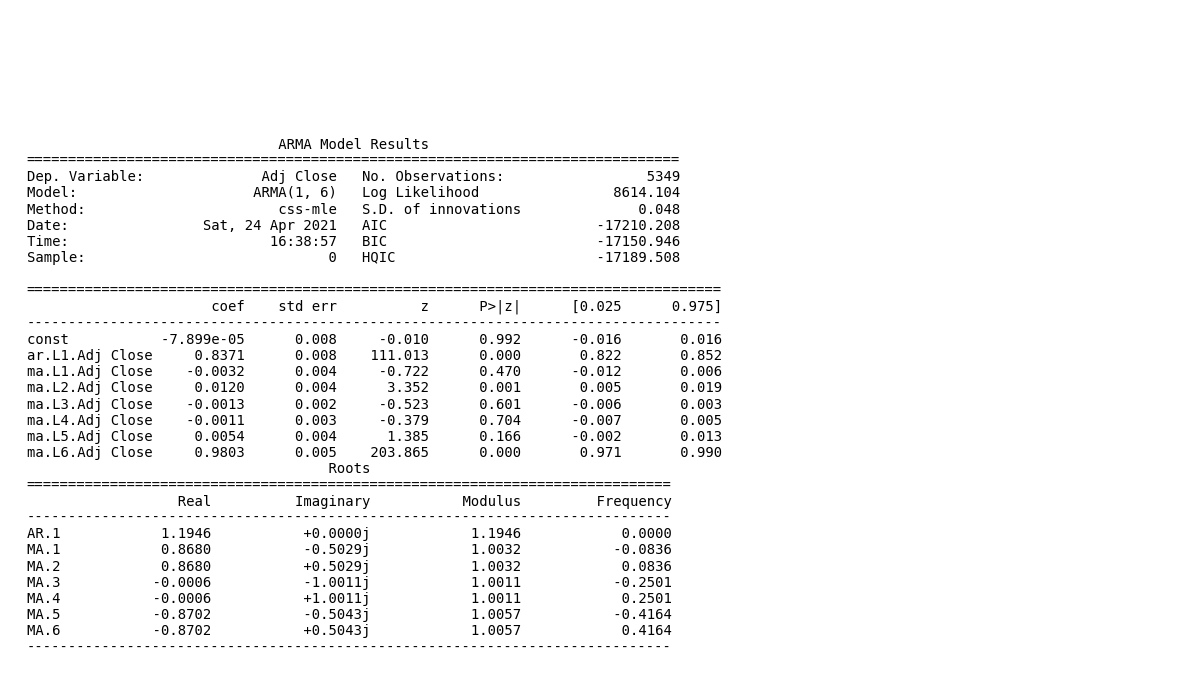 ARMA Model Results
==============================================================================
Dep. Variable:              Adj Close   No. Observations:                 5349
Model:                     ARMA(1, 6)   Log Likelihood                8614.104
Method:                       css-mle   S.D. of innovations              0.048
Date:                Sat, 24 Apr 2021   AIC                         -17210.208
Time:                        16:38:57   BIC                         -17150.946
Sample:                             0   HQIC                        -17189.508

===================================================================================
                      coef    std err          z      P>|z|      [0.025      0.975]
-----------------------------------------------------------------------------------
const           -7.899e-05      0.008     -0.010      0.992      -0.016       0.016
ar.L1.Adj Close     0.8371      0.008    111.013      0.000       0.822       0.852
ma.L1.Adj Close    -0.0032      0.004     -0.722      0.470      -0.012       0.006
ma.L2.Adj Close     0.0120      0.004      3.352      0.001       0.005       0.019
ma.L3.Adj Close    -0.0013      0.002     -0.523      0.601      -0.006       0.003
ma.L4.Adj Close    -0.0011      0.003     -0.379      0.704      -0.007       0.005
ma.L5.Adj Close     0.0054      0.004      1.385      0.166      -0.002       0.013
ma.L6.Adj Close     0.9803      0.005    203.865      0.000       0.971       0.990
                                    Roots
=============================================================================
                  Real          Imaginary           Modulus         Frequency
-----------------------------------------------------------------------------
AR.1            1.1946           +0.0000j            1.1946            0.0000
MA.1            0.8680           -0.5029j            1.0032           -0.0836
MA.2            0.8680           +0.5029j            1.0032            0.0836
MA.3           -0.0006           -1.0011j            1.0011           -0.2501
MA.4           -0.0006           +1.0011j            1.0011            0.2501
MA.5           -0.8702           -0.5043j            1.0057           -0.4164
MA.6           -0.8702           +0.5043j            1.0057            0.4164
-----------------------------------------------------------------------------